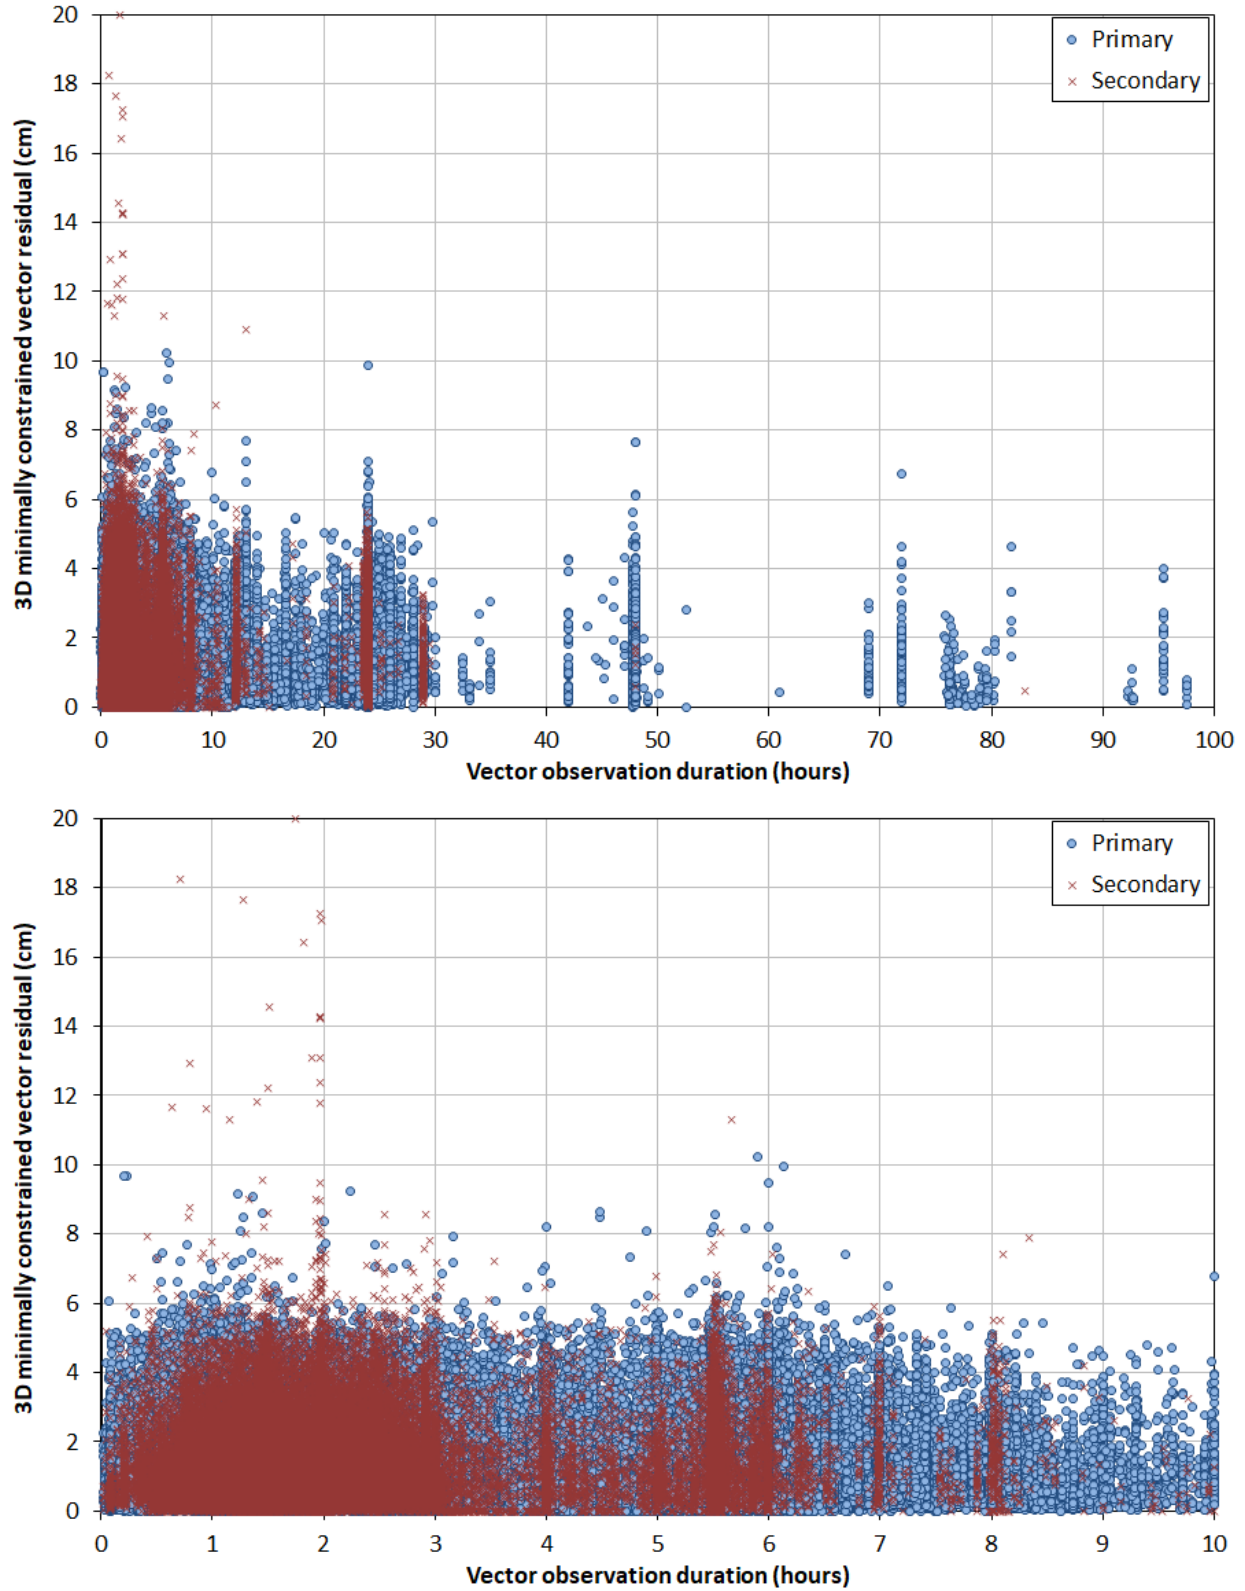 20
18
16
14
12
10
8
6
4
2
0
3D minimally constrained vector residual (cm)
Primary
Secondary
0 10 20 30 40 50 60 70 80 90 100
Vector observation duration (hours)
20
18
16
14
12
10
8
6
4
2
0
3D minimally constrained vector residual (cm)
Primary
Secondary
0 1 2 3 4 5 6 7 8 9 10
Vector observation duration (hours)